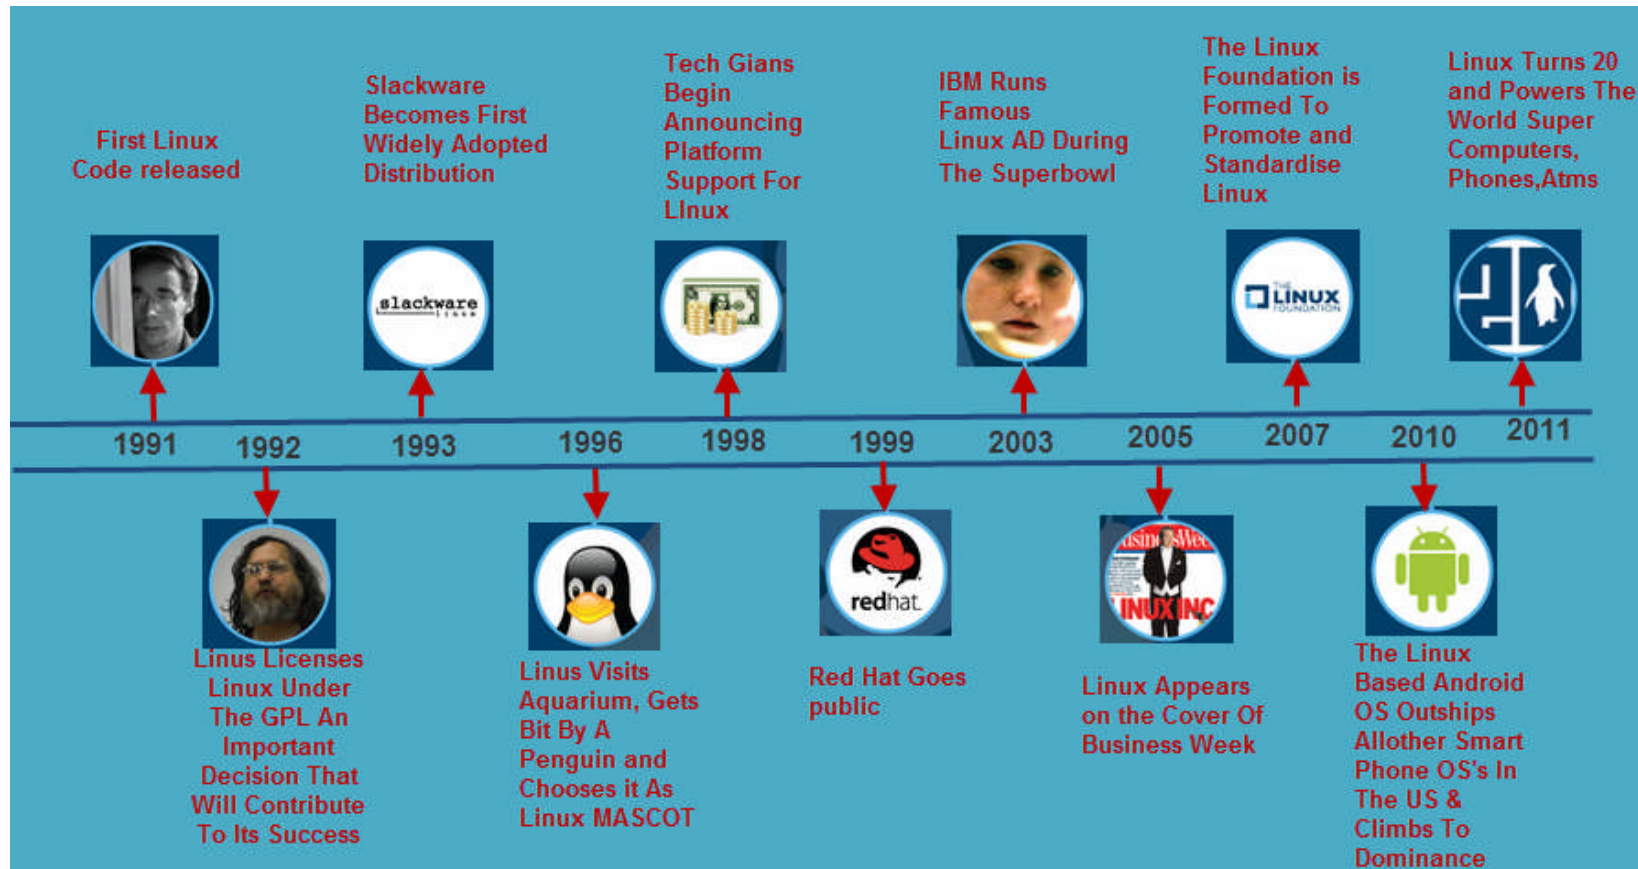 First Linux
Code released
Slackware
Becomes First
Widely Adopted
Distribution
Tech Gians
Begin
Announcing
Platform
Support For
LInux
IBM Runs
Famous
Linux AD During
The Superbowl
The Linux
Foundation is
Formed To
Promote and
Standardise
Linux
Linux Turns 20
and Powers The
World Super
Computers,
Phones,Atms
slackware
linux
THE
LINUX
FOUNDATION
1991
1992
1993
1996
1998
1999
2003
2005
2007
2010
2011
redhat.
BusinessWeek
LINUX INC
Linus Licenses
Linux Under
The GPL An
Important
Decision That
Will Contribute
To Its Success
Linus Visits
Aquarium, Gets
Bit By A
Penguin and
Chooses it As
Linux MASCOT
Red Hat Goes
public
Linux Appears
on the Cover Of
Business Week
The Linux
Based Android
OS Outships
Allother Smart
Phone OS's In
The US &
Climbs To
Dominance